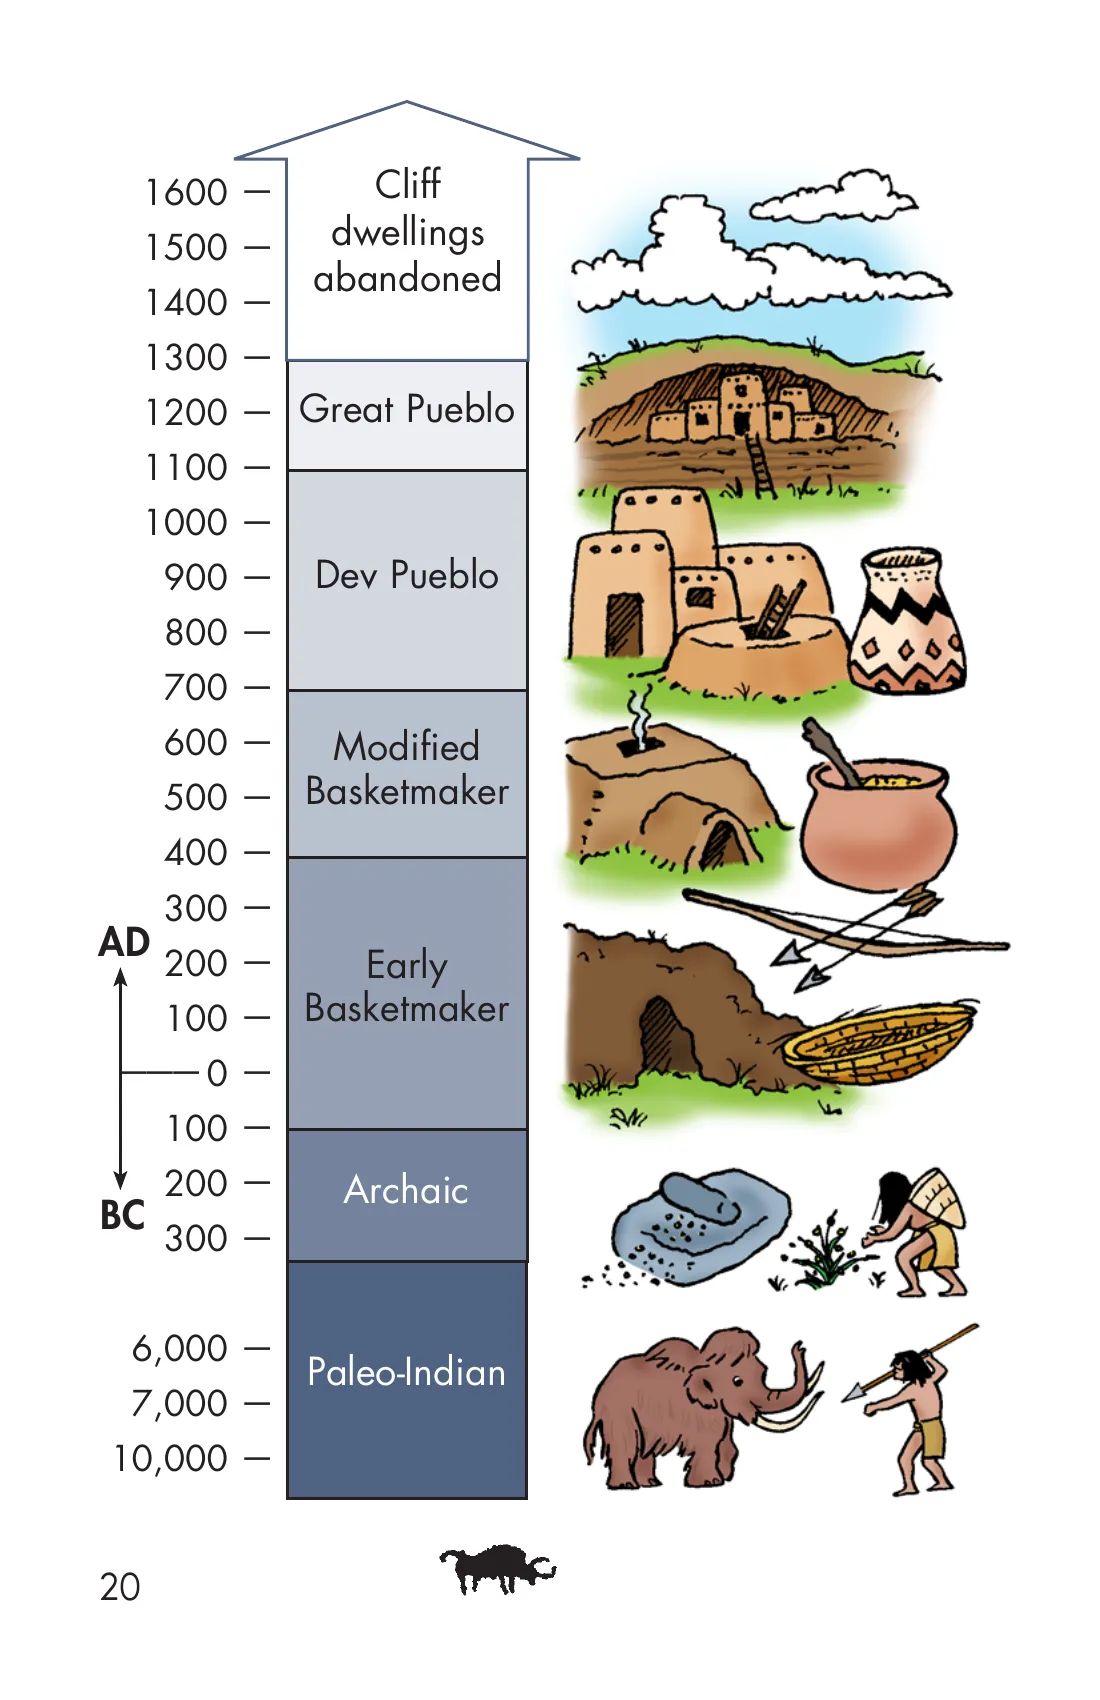 1600 —
Cliff
dwellings
abandoned
1500 —
1400 —
1300 —
1200 —
Great Pueblo
1100 —
1000 —
900 —
Dev Pueblo
800 —
700 —
600 —
Modified
Basketmaker
500 —
400 —
300 —
AD
200 —
Early
Basketmaker
100 —
0 —
100 —
200 —
Archaic
BC
300 —
6,000 —
Paleo-Indian
7,000 —
10,000 —
20